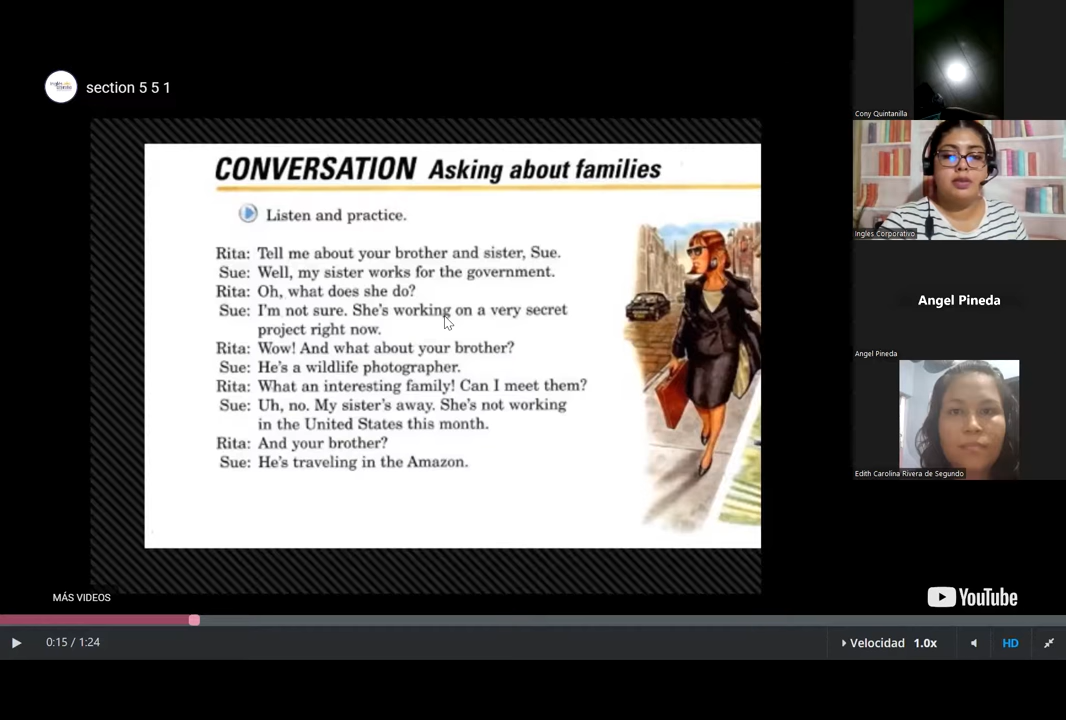 section 5 5 1
CONVERSATION Asking about families
Listen and practice.
Rita: Tell me about your brother and sister, Sue.
Sue: Well, my sister works for the government.
Rita: Oh, what does she do?
Sue: I'm not sure. She's working on a very secret
project right now.
Rita: Wow! And what about your brother?
Sue: He's a wildlife photographer.
Rita: What an interesting family! Can I meet them?
Sue: Uh, no. My sister's away. She's not working
in the United States this month.
Rita: And your brother?
Sue: He's traveling in the Amazon.
MÁS VIDEOS
YouTube
0:15 / 1:24
Velocidad 1.0x
HD
Cony Quintanilla
Ingles Corporativo
Angel Pineda
Angel Pineda
Edith Carolina Rivera de Segundo